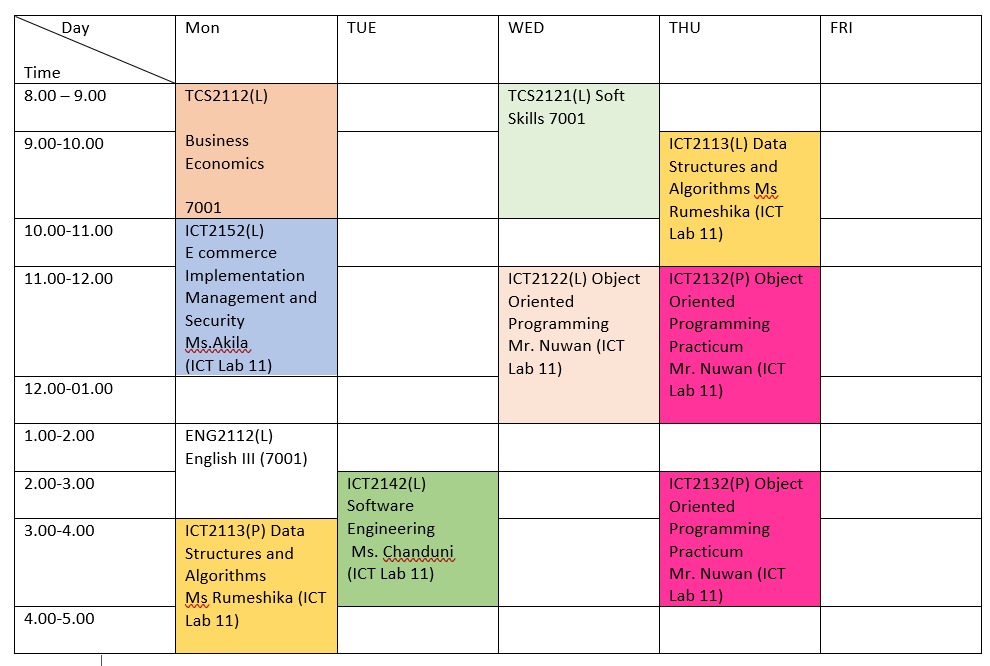 Day
Time
Mon
TUE
WED
THU
FRI
8.00 – 9.00
TCS2112(L)
Business
Economics
7001
TCS2121(L) Soft
Skills 7001
9.00-10.00
ICT2113(L) Data
Structures and
Algorithms Ms
Rumeshika (ICT
Lab 11)
10.00-11.00
ICT2152(L)
E commerce
Implementation
Management and
Security
Ms.Akila
(ICT Lab 11)
11.00-12.00
ICT2122(L) Object
Oriented
Programming
Mr. Nuwan (ICT
Lab 11)
ICT2132(P) Object
Oriented
Programming
Practicum
Mr. Nuwan (ICT
Lab 11)
12.00-01.00
1.00-2.00
ENG2112(L)
English III (7001)
2.00-3.00
ICT2142(L)
Software
Engineering
Ms. Chanduni
(ICT Lab 11)
ICT2132(P) Object
Oriented
Programming
Practicum
Mr. Nuwan (ICT
Lab 11)
3.00-4.00
ICT2113(P) Data
Structures and
Algorithms
Ms Rumeshika (ICT
Lab 11)
4.00-5.00